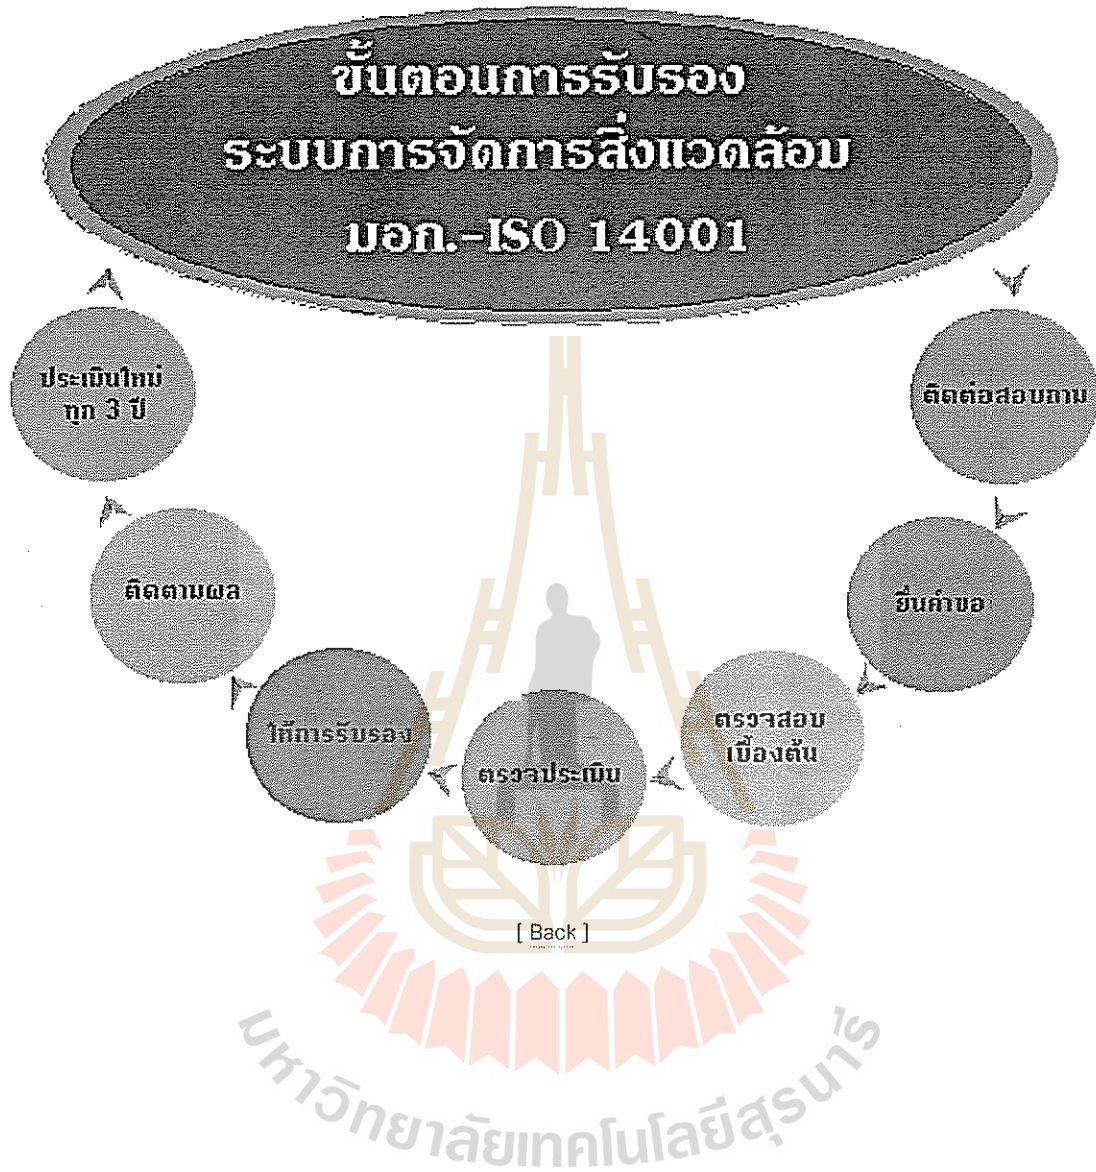 ขั้นตอนการรับรอง
ระบบการจัดการสิ่งแวดล้อม
มอก.-ISO 14001
ติดต่อสอบถาม
ยื่นคำขอ
ตรวจสอบ
เบื้องต้น
ตรวจประเมิน
ให้การรับรอง
ติดตามผล
ประเมินใหม่
ทุก 3 ปี
[ Back ]
มหาวิทยาลัยเทคโนโลยีสุรนารี